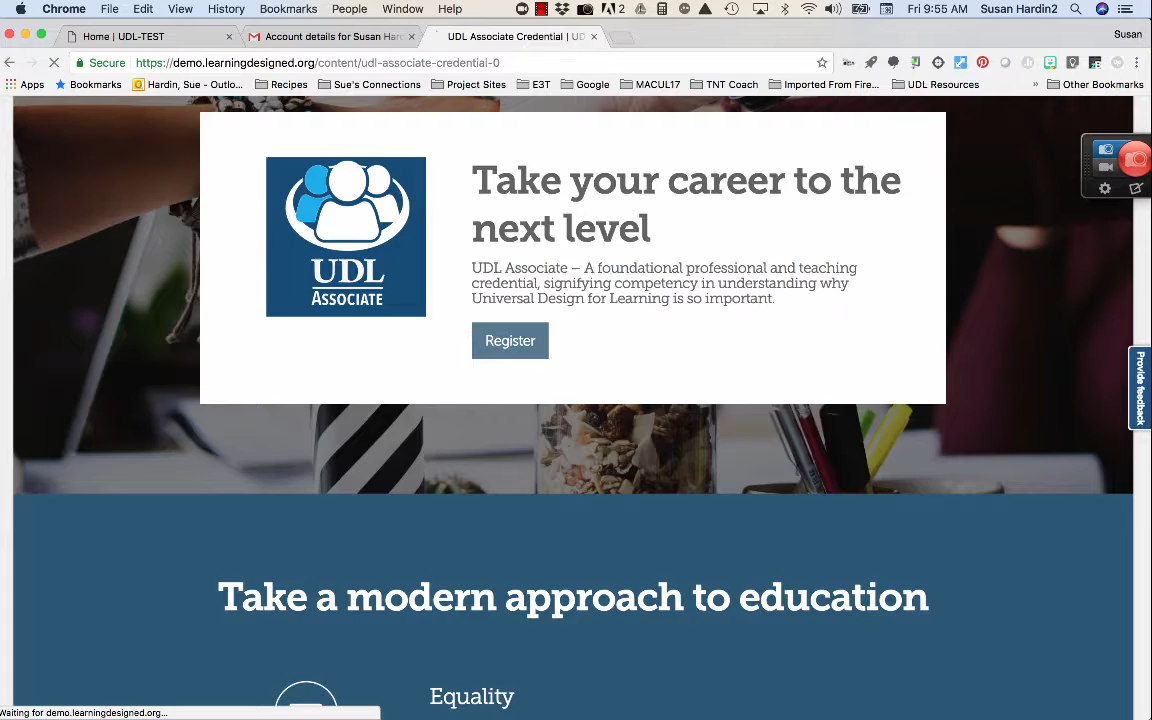 Chrome File Edit View History Bookmarks People Window Help 2 Fri 9:55 AM Susan Hardin2
Home | UDL-TEST Account details for Susan Har UDL Associate Credential | UD Susan
Secure https://demo.learningdesigned.org/content/udl-associate-credential-0
Apps Bookmarks Hardin, Sue - Outlo... Recipes Sue's Connections Project Sites E3T Google MACUL17 TNT Coach Imported From Fire... UDL Resources » Other Bookmarks
Take your career to the
next level
UDL
ASSOCIATE
UDL Associate – A foundational professional and teaching
credential, signifying competency in understanding why
Universal Design for Learning is so important.
Register
Provide feedback
Take a modern approach to education
Equality
Waiting for demo.learningdesigned.org...